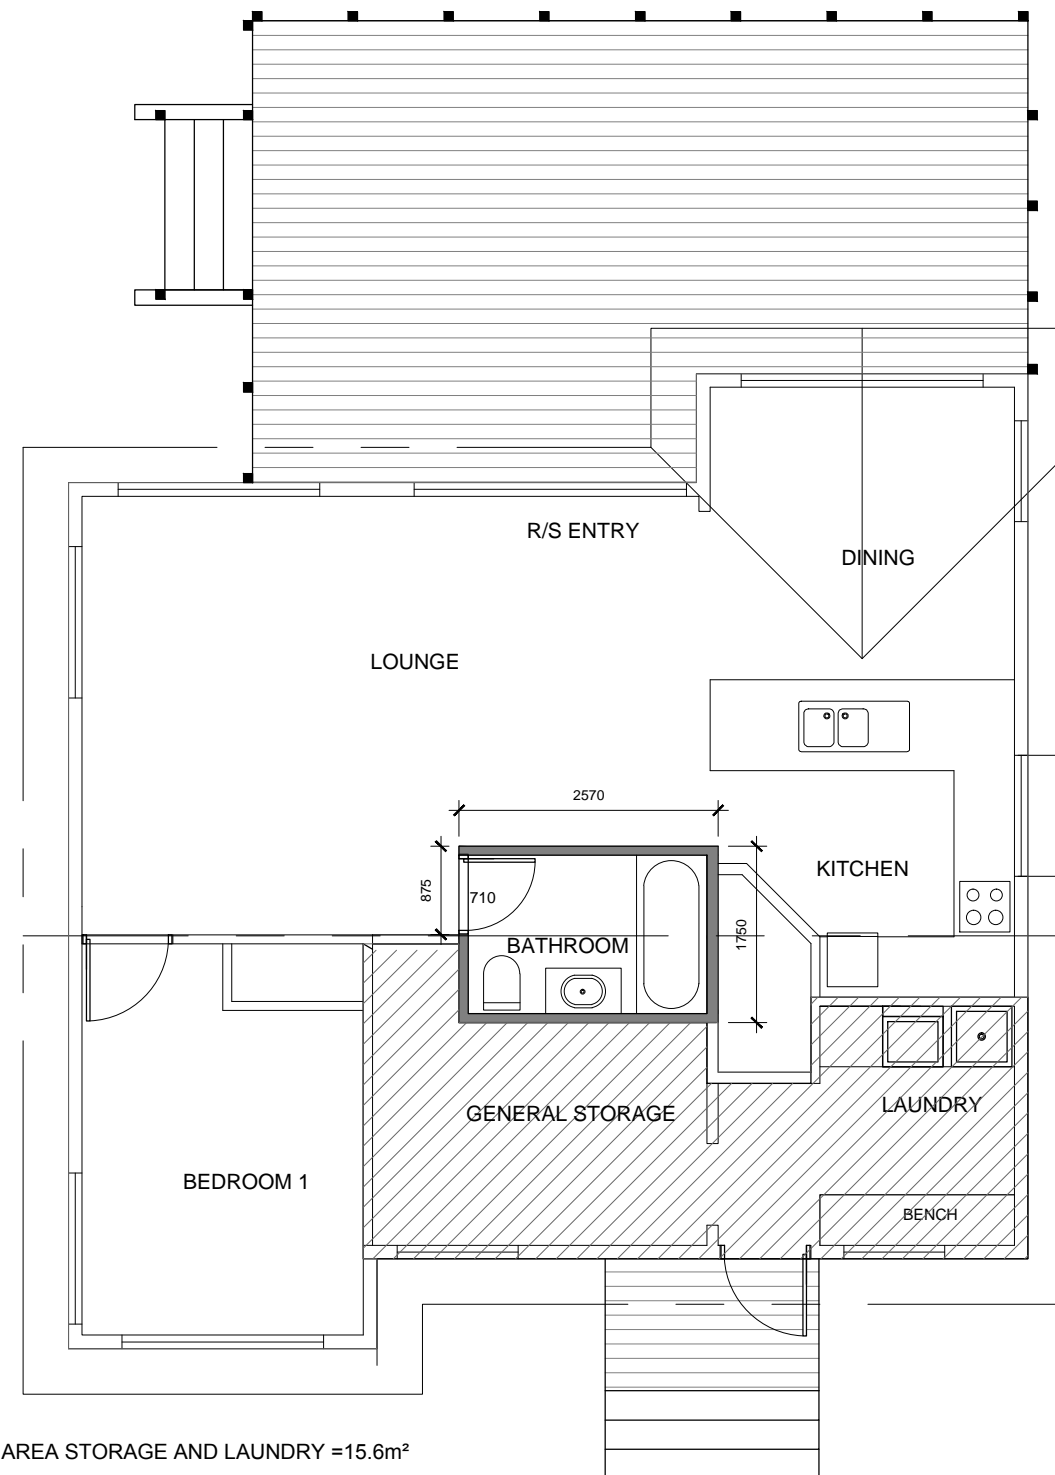 R/S ENTRY
DINING
LOUNGE
2570
875
710
KITCHEN
1750
BATHROOM
GENERAL STORAGE
LAUNDRY
BEDROOM 1
BENCH
AREA STORAGE AND LAUNDRY =15.6m²